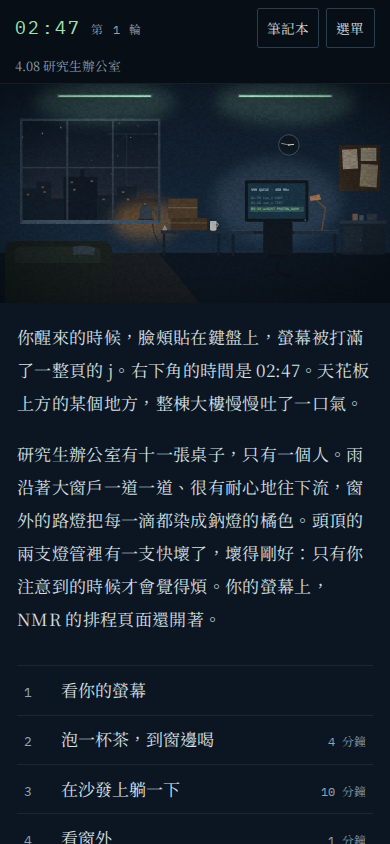 02:47 第 1 輪
筆記本
選單
4.08 研究生辦公室
你醒來的時候，臉頰貼在鍵盤上，螢幕被打滿
了一整頁的 j。右下角的時間是 02:47。天花板
上方的某個地方，整棟大樓慢慢吐了一口氣。
研究生辦公室有十一張桌子，只有一個人。雨
沿著大窗戶一道一道、很有耐心地往下流，窗
外的路燈把每一滴都染成鈉燈的橘色。頭頂的
兩支燈管裡有一支快壞了，壞得剛好：只有你
注意到的時候才會覺得煩。你的螢幕上，
NMR 的排程頁面還開著。
1 看你的螢幕
2 泡一杯茶，到窗邊喝 4 分鐘
3 在沙發上躺一下 10 分鐘
4 看窗外 1 分鐘